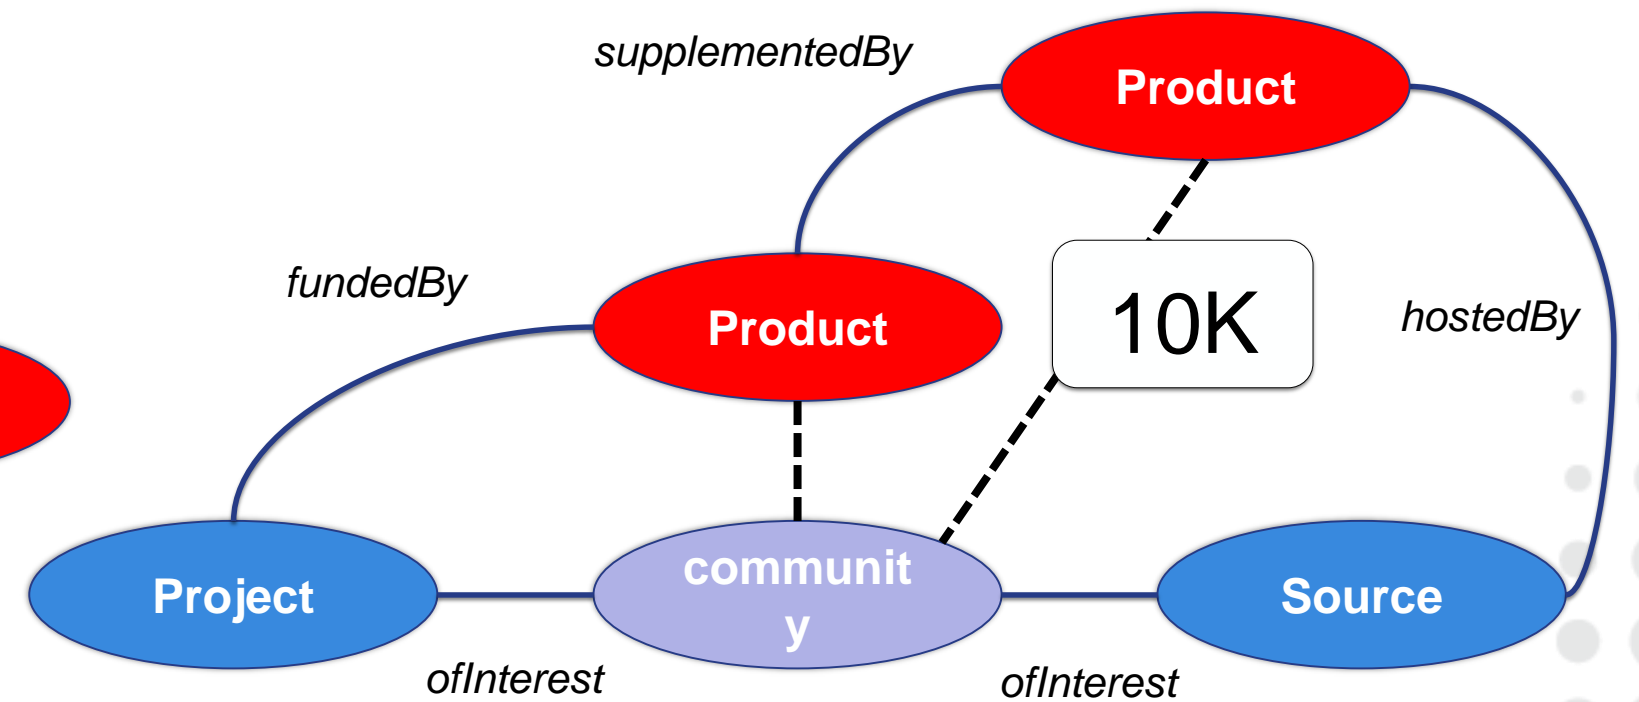 supplementedBy
Product
fundedBy
Product
10K
hostedBy
Project
communit
y
Source
ofInterest
ofInterest